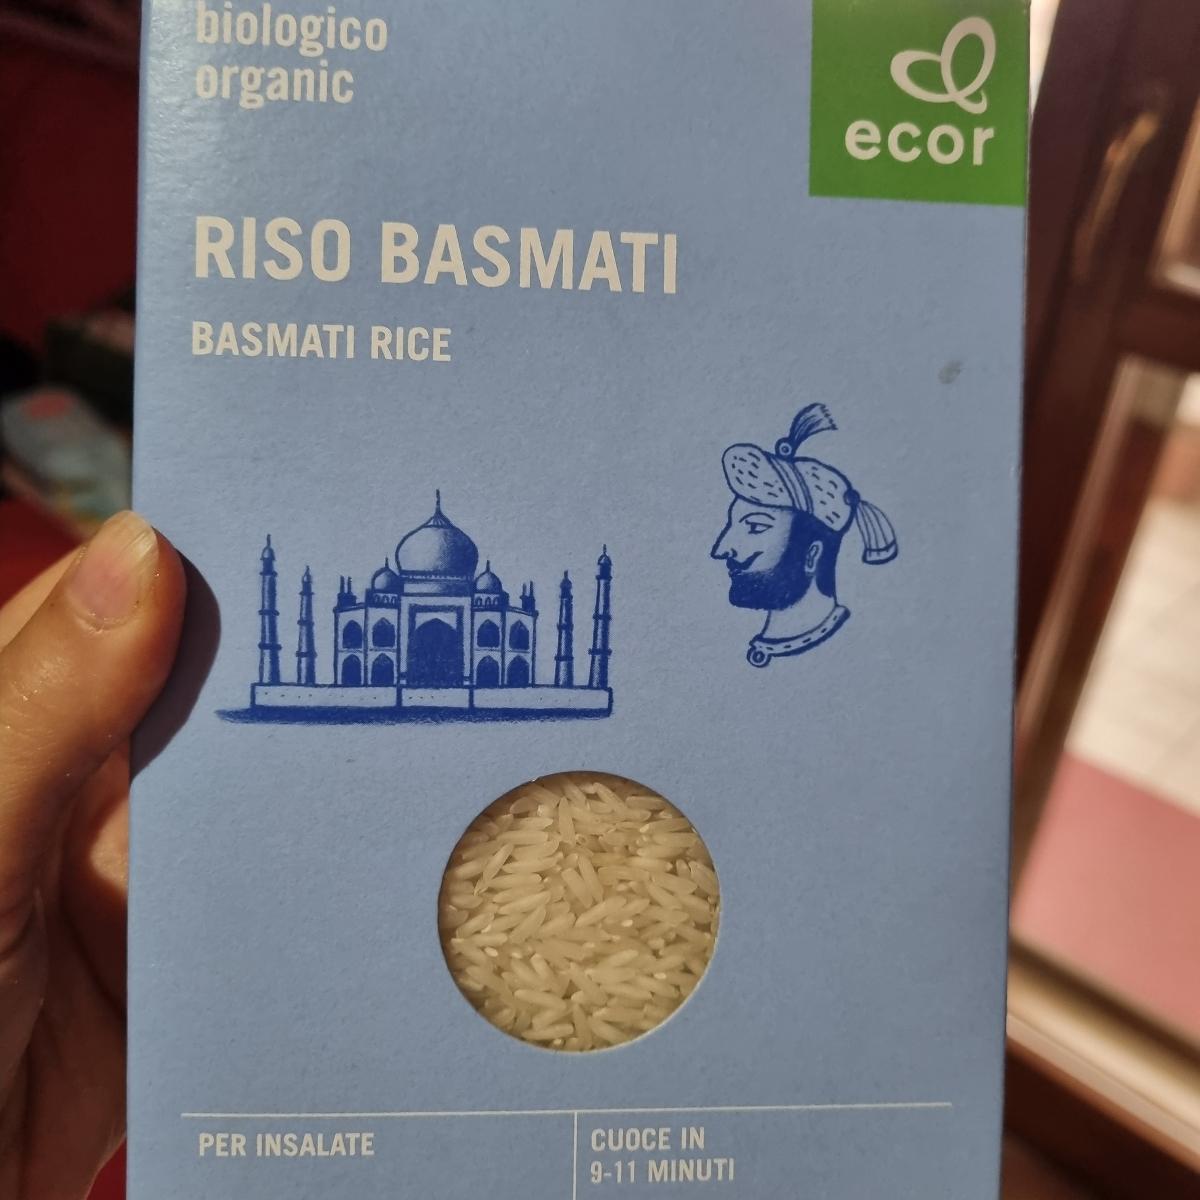 biologico
organic
ecor
RISO BASMATI
BASMATI RICE
PER INSALATE
CUOCE IN
9-11 MINUTI